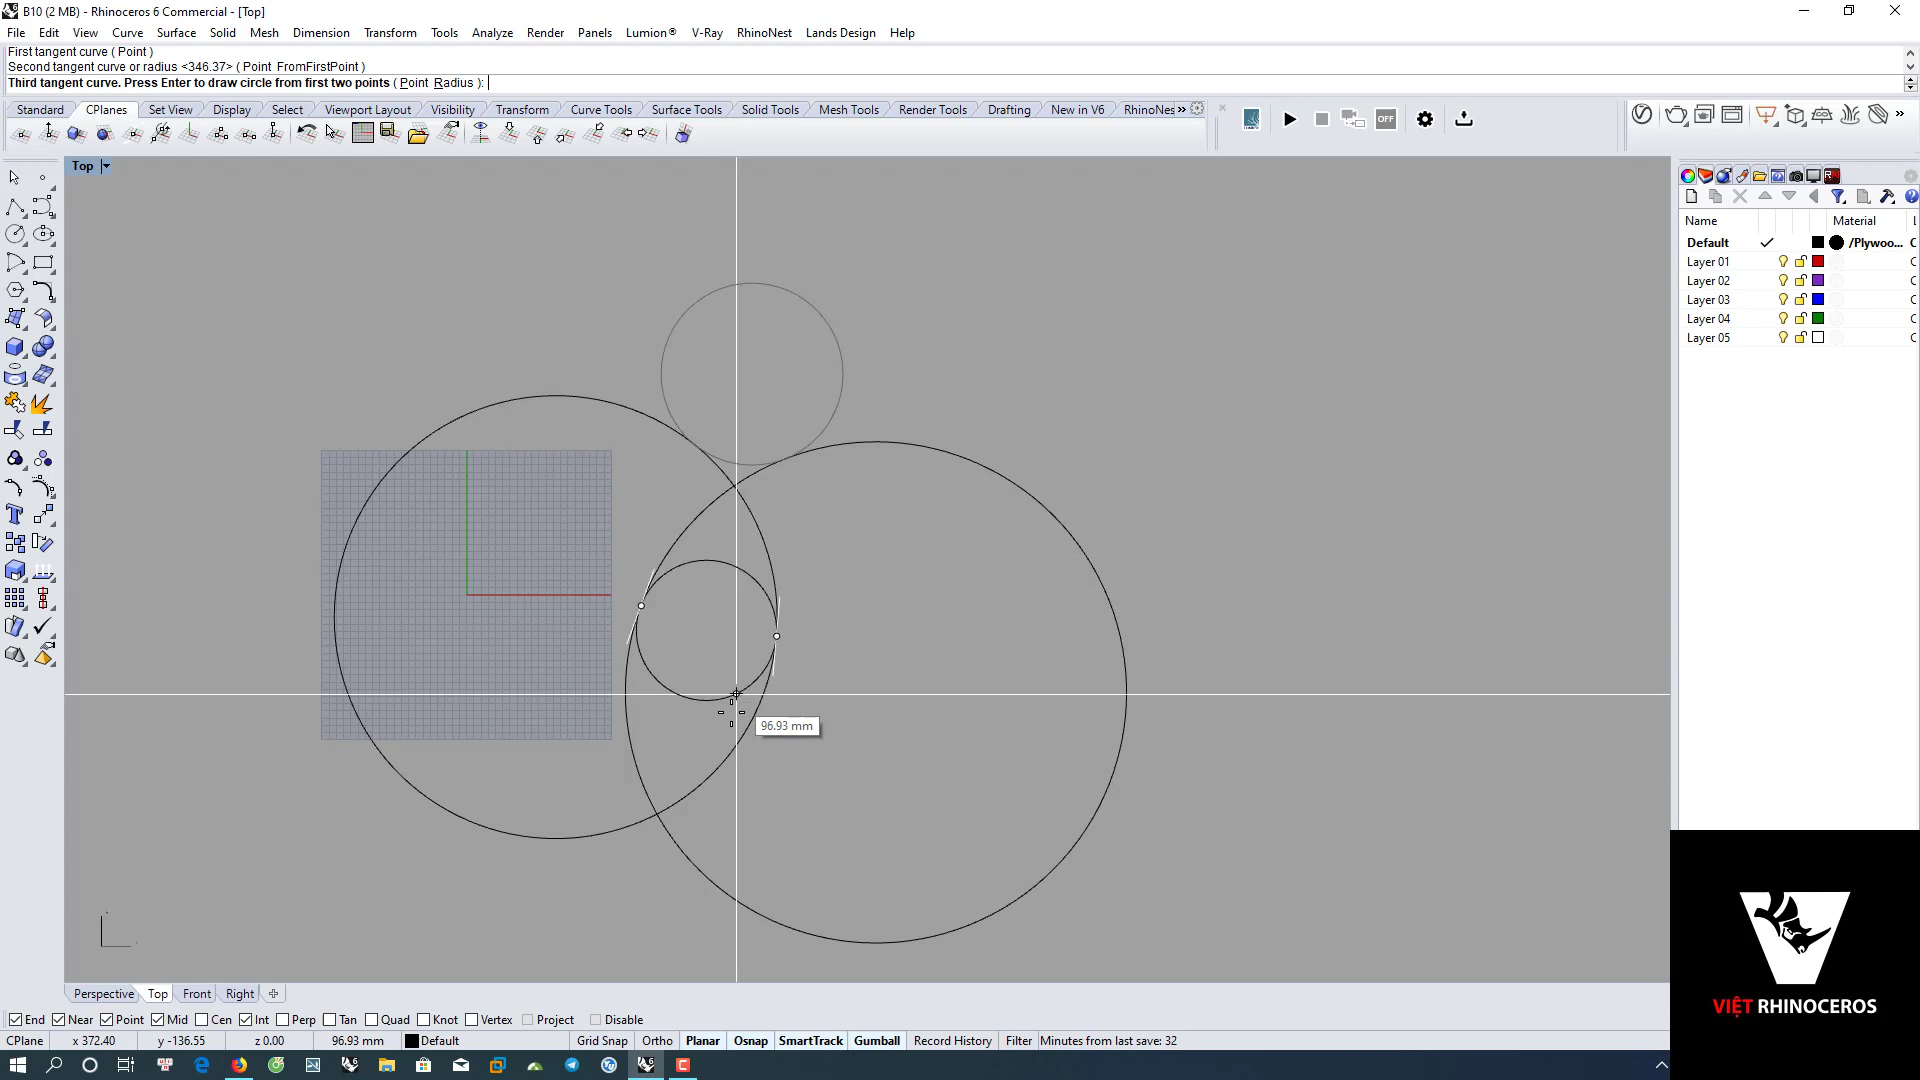 B10 (2 MB) - Rhinoceros 6 Commercial - [Top]
File Edit View Curve Surface Solid Mesh Dimension Transform Tools Analyze Render Panels Lumion® V-Ray RhinoNest Lands Design Help
First tangent curve ( Point )
Second tangent curve or radius <346.37> ( Point FromFirstPoint )
Third tangent curve. Press Enter to draw circle from first two points ( Point Radius ):
Standard CPlanes Set View Display Select Viewport Layout Visibility Transform Curve Tools Surface Tools Solid Tools Mesh Tools Render Tools Drafting New in V6 RhinoNes »
OFF
Top
Name Material
Default /Plywoo...
Layer 01
Layer 02
Layer 03
Layer 04
Layer 05
96.93 mm
VIỆT RHINOCEROS
Perspective Top Front Right
End Near Point Mid Cen Int Perp Tan Quad Knot Vertex Project Disable
CPlane x 372.40 y -136.55 z 0.00 96.93 mm Default Grid Snap Ortho Planar Osnap SmartTrack Gumball Record History Filter Minutes from last save: 32